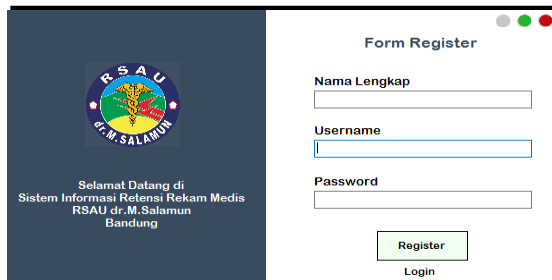 RSAU
dr.M.SALAMUN
Selamat Datang di
Sistem Informasi Retensi Rekam Medis
RSAU dr.M.Salamun
Bandung
Form Register
Nama Lengkap
Username
Password
Register
Login